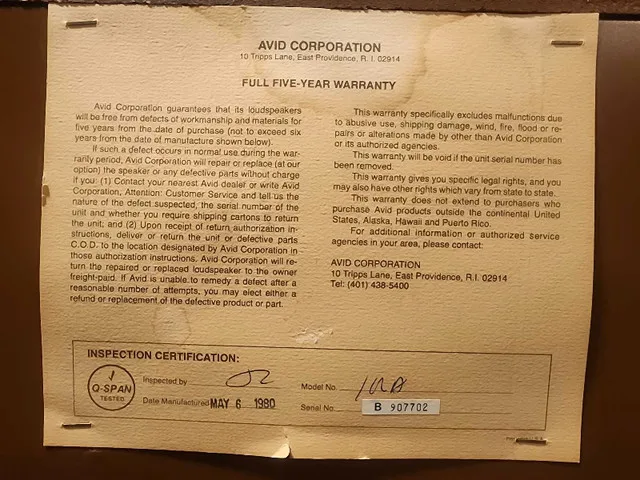 AVID CORPORATION
10 Tripps Lane, East Providence, R. I. 02914
FULL FIVE-YEAR WARRANTY
Avid Corporation guarantees that its loudspeakers
will be free from defects of workmanship and materials for
five years from the date of purchase (not to exceed six
years from the date of manufacture shown below).
If such a defect occurs in normal use during the war-
ranty period, Avid Corporation will repair or replace (at our
option) the speaker or any defective parts without charge
if you: (1) Contact your nearest Avid dealer or write Avid
Corporation, Attention: Customer Service and tell us the
nature of the defect suspected, the serial number of the
unit and whether you require shipping cartons to return
the unit; and (2) Upon receipt of return authorization in-
structions, deliver or return the unit or defective parts
C.O.D. to the location designated by Avid Corporation in
those authorization instructions. Avid Corporation will re-
turn the repaired or replaced loudspeaker to the owner
freight-paid. If Avid is unable to remedy a defect after a
reasonable number of attempts, you may elect either a
refund or replacement of the defective product or part.
This warranty specifically excludes malfunctions due
to abusive use, shipping damage, wind, fire, flood or re-
pairs or alterations made by other than Avid Corporation
or its authorized agencies.
This warranty will be void if the unit serial number has
been removed.
This warranty gives you specific legal rights, and you
may also have other rights which vary from state to state.
This warranty does not extend to purchasers who
purchase Avid products outside the continental United
States, Alaska, Hawaii and Puerto Rico.
For additional information or authorized service
agencies in your area, please contact:
AVID CORPORATION
10 Tripps Lane, East Providence, R.I. 02914
Tel: (401) 438-5400
INSPECTION CERTIFICATION:
Q-SPAN
TESTED
Inspected by
Date Manufactured MAY 6 1980
Model No.
Serial No. B 907702